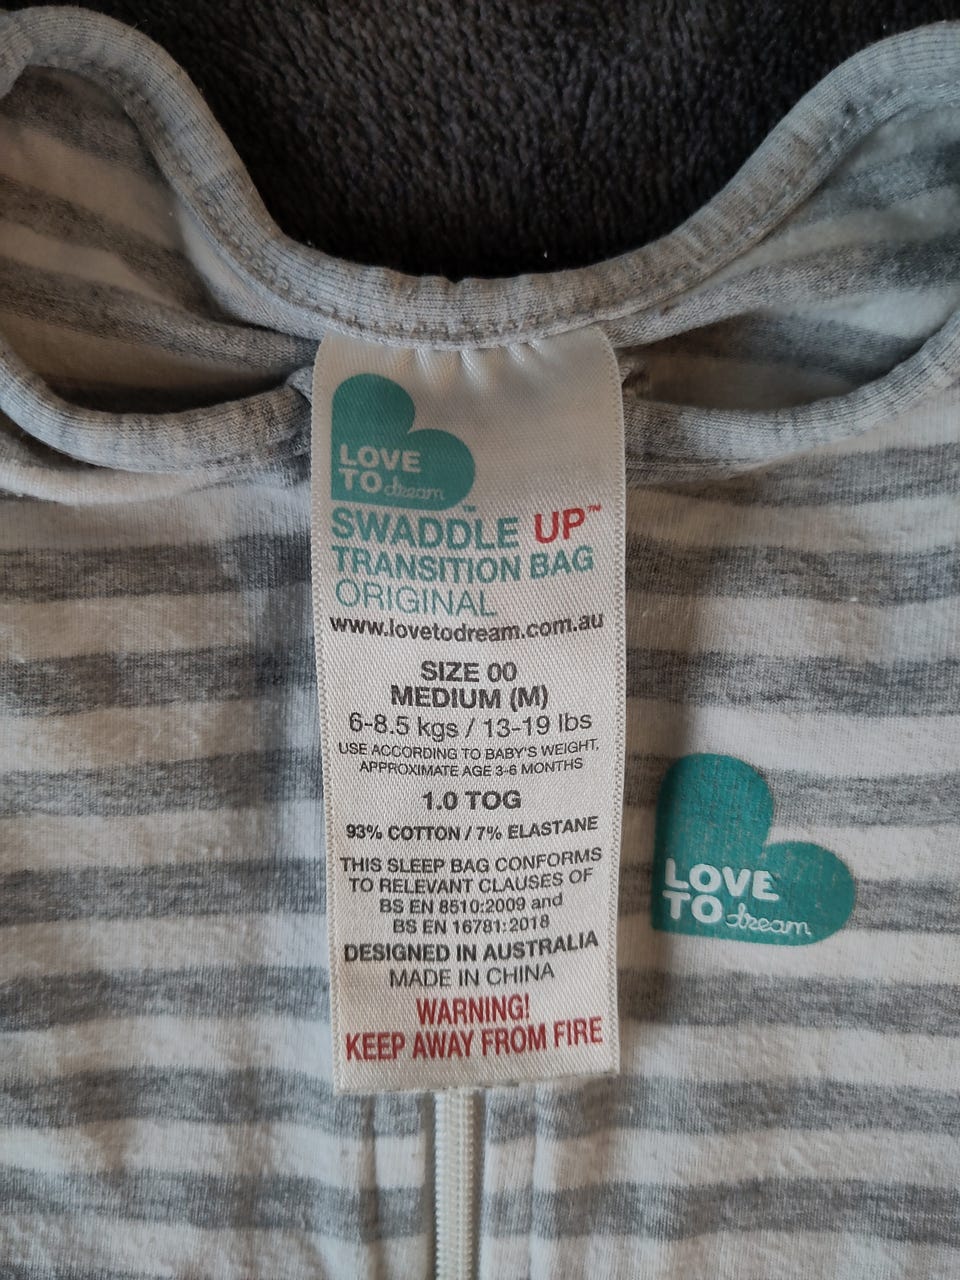 LOVE
TO dream™
SWADDLE UP™
TRANSITION BAG
ORIGINAL
www.lovetodream.com.au
SIZE 00
MEDIUM (M)
6-8.5 kgs / 13-19 lbs
USE ACCORDING TO BABY'S WEIGHT,
APPROXIMATE AGE 3-6 MONTHS
1.0 TOG
93% COTTON / 7% ELASTANE
THIS SLEEP BAG CONFORMS
TO RELEVANT CLAUSES OF
BS EN 8510:2009 and
BS EN 16781:2018
DESIGNED IN AUSTRALIA
MADE IN CHINA
WARNING!
KEEP AWAY FROM FIRE
LOVE
TO dream